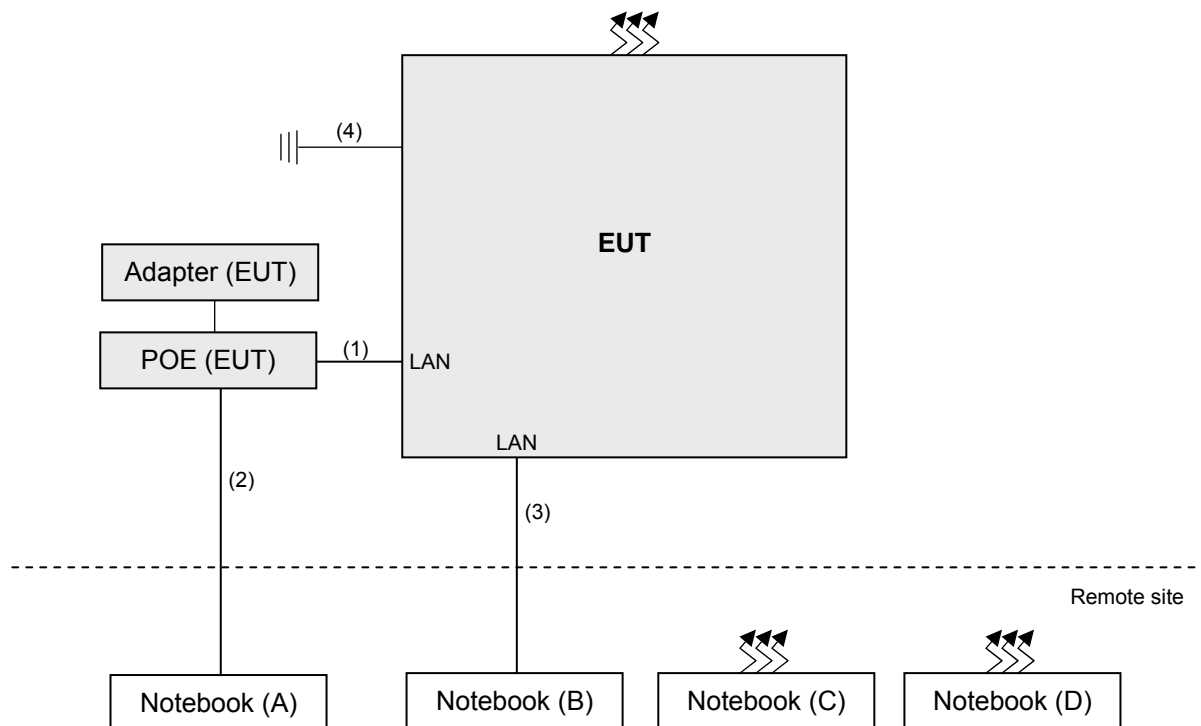 (4)
EUT
Adapter (EUT)
POE (EUT)
(1)
LAN
LAN
(2)
(3)
Remote site
Notebook (A)
Notebook (B)
Notebook (C)
Notebook (D)